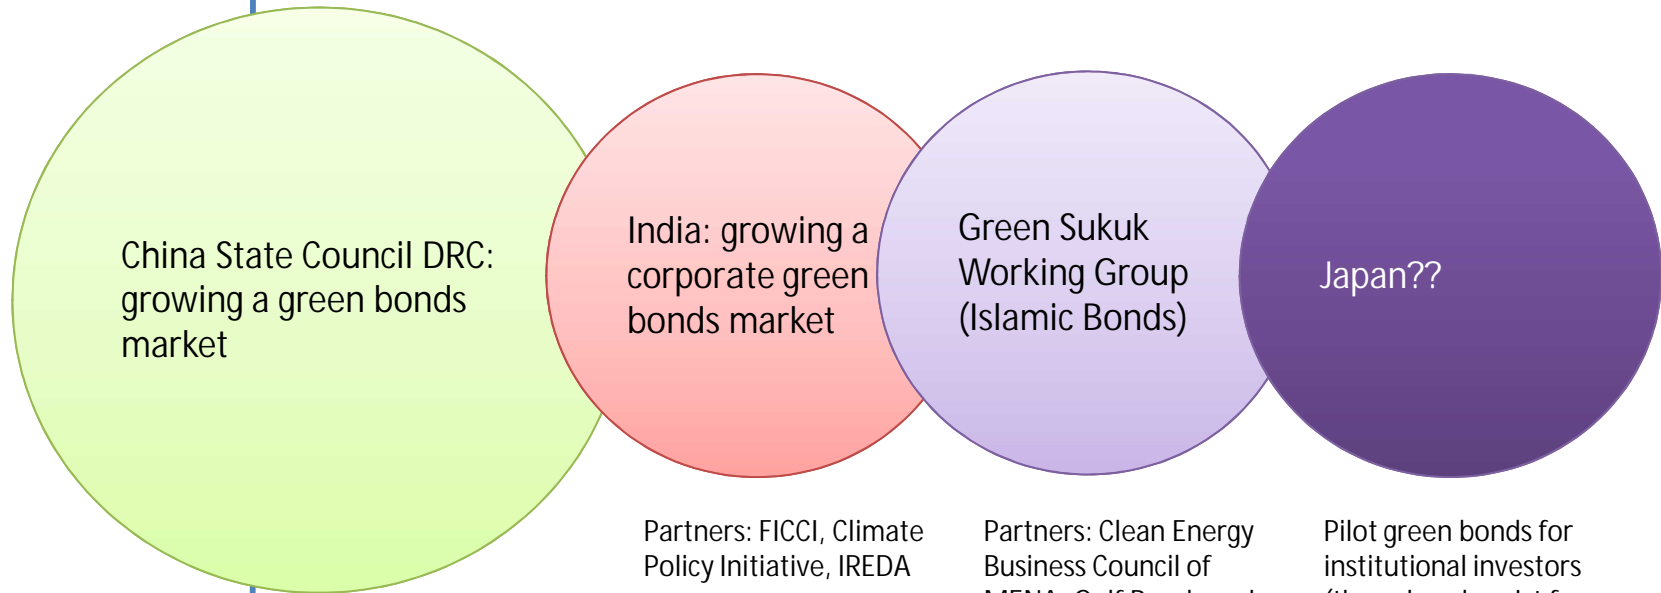 China State Council DRC:
growing a green bonds
market
India: growing a
corporate green
bonds market
Green Sukuk
Working Group
(Islamic Bonds)
Japan??
Partners: FICCI, Climate
Policy Initiative, IREDA
Partners: Clean Energy
Business Council of
Pilot green bonds for
institutional investors